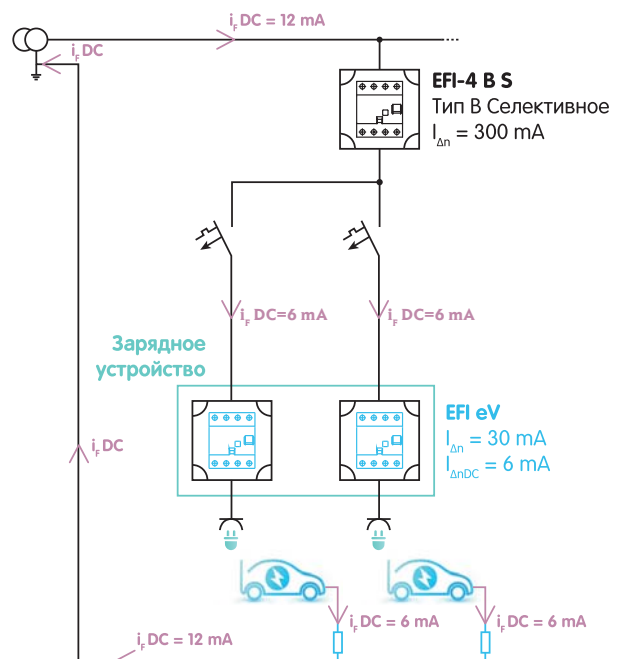 i_F DC = 12 mA
i_F DC
EFI-4 B S
Тип B Селективное
I_Δn = 300 mA
i_F DC=6 mA
i_F DC=6 mA
Зарядное
устройство
EFI eV
I_Δn = 30 mA
I_ΔnDC = 6 mA
i_F DC
i_F DC = 6 mA
i_F DC = 6 mA
i_F DC = 12 mA